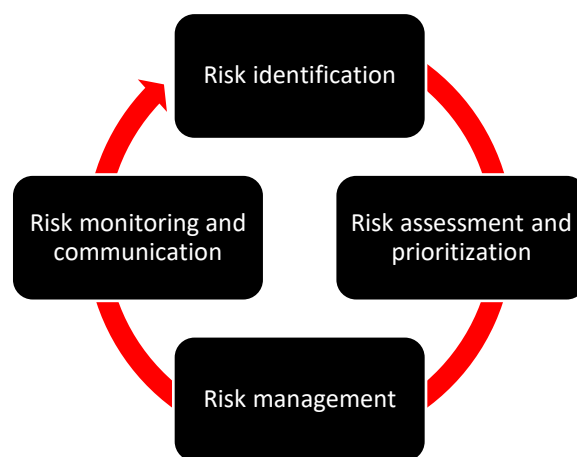 Risk identification
Risk assessment and
prioritization
Risk management
Risk monitoring and
communication